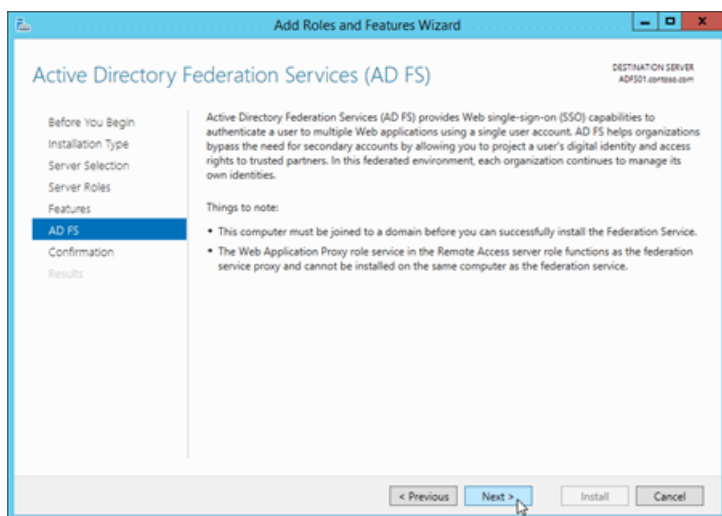 Add Roles and Features Wizard
Active Directory Federation Services (AD FS)
DESTINATION SERVER
ADFS01.contoso.com
Before You Begin
Installation Type
Server Selection
Server Roles
Features
AD FS
Confirmation
Results
Active Directory Federation Services (AD FS) provides Web single-sign-on (SSO) capabilities to
authenticate a user to multiple Web applications using a single user account. AD FS helps organizations
bypass the need for secondary accounts by allowing you to project a user's digital identity and access
rights to trusted partners. In this federated environment, each organization continues to manage its
own identities.
Things to note:
• This computer must be joined to a domain before you can successfully install the Federation Service.
• The Web Application Proxy role service in the Remote Access server role functions as the federation
service proxy and cannot be installed on the same computer as the federation service.
< Previous Next > Install Cancel